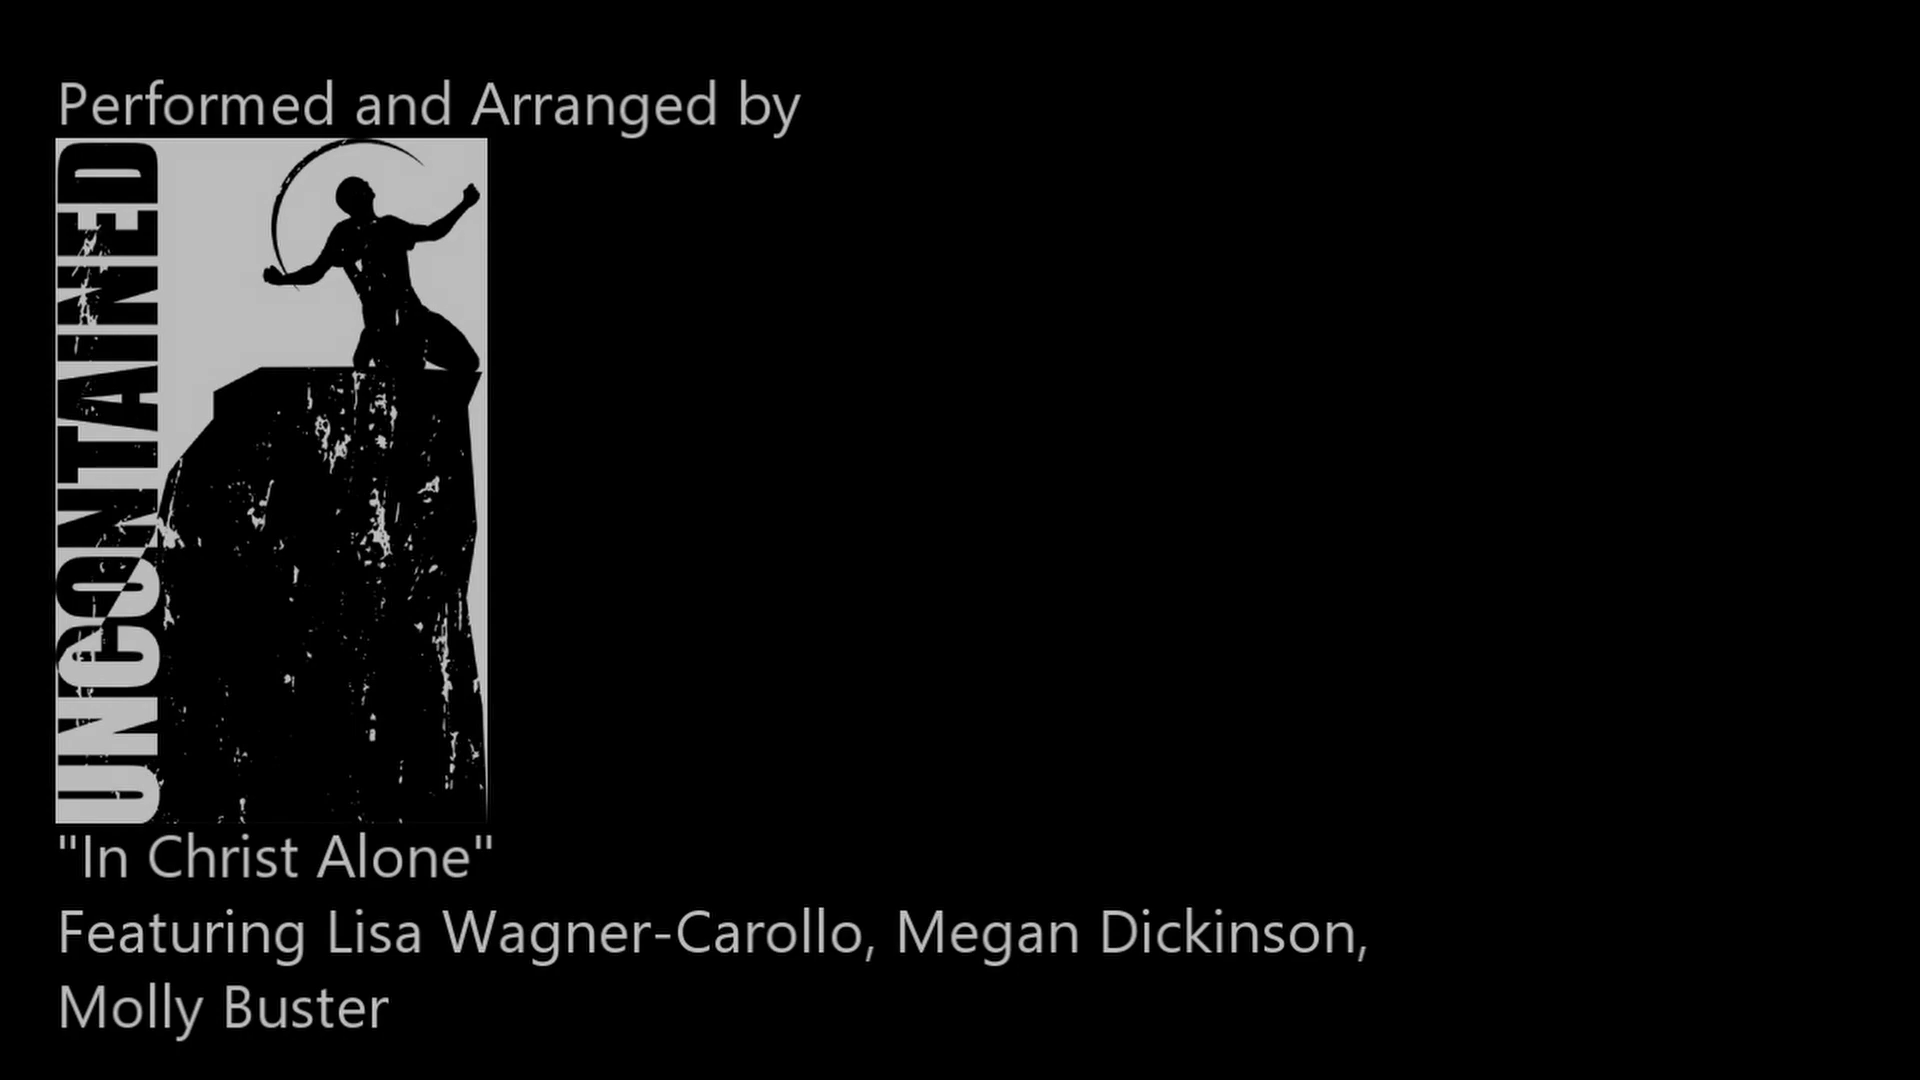 Performed and Arranged by
UNCONTAINED
"In Christ Alone"
Featuring Lisa Wagner-Carollo, Megan Dickinson,
Molly Buster